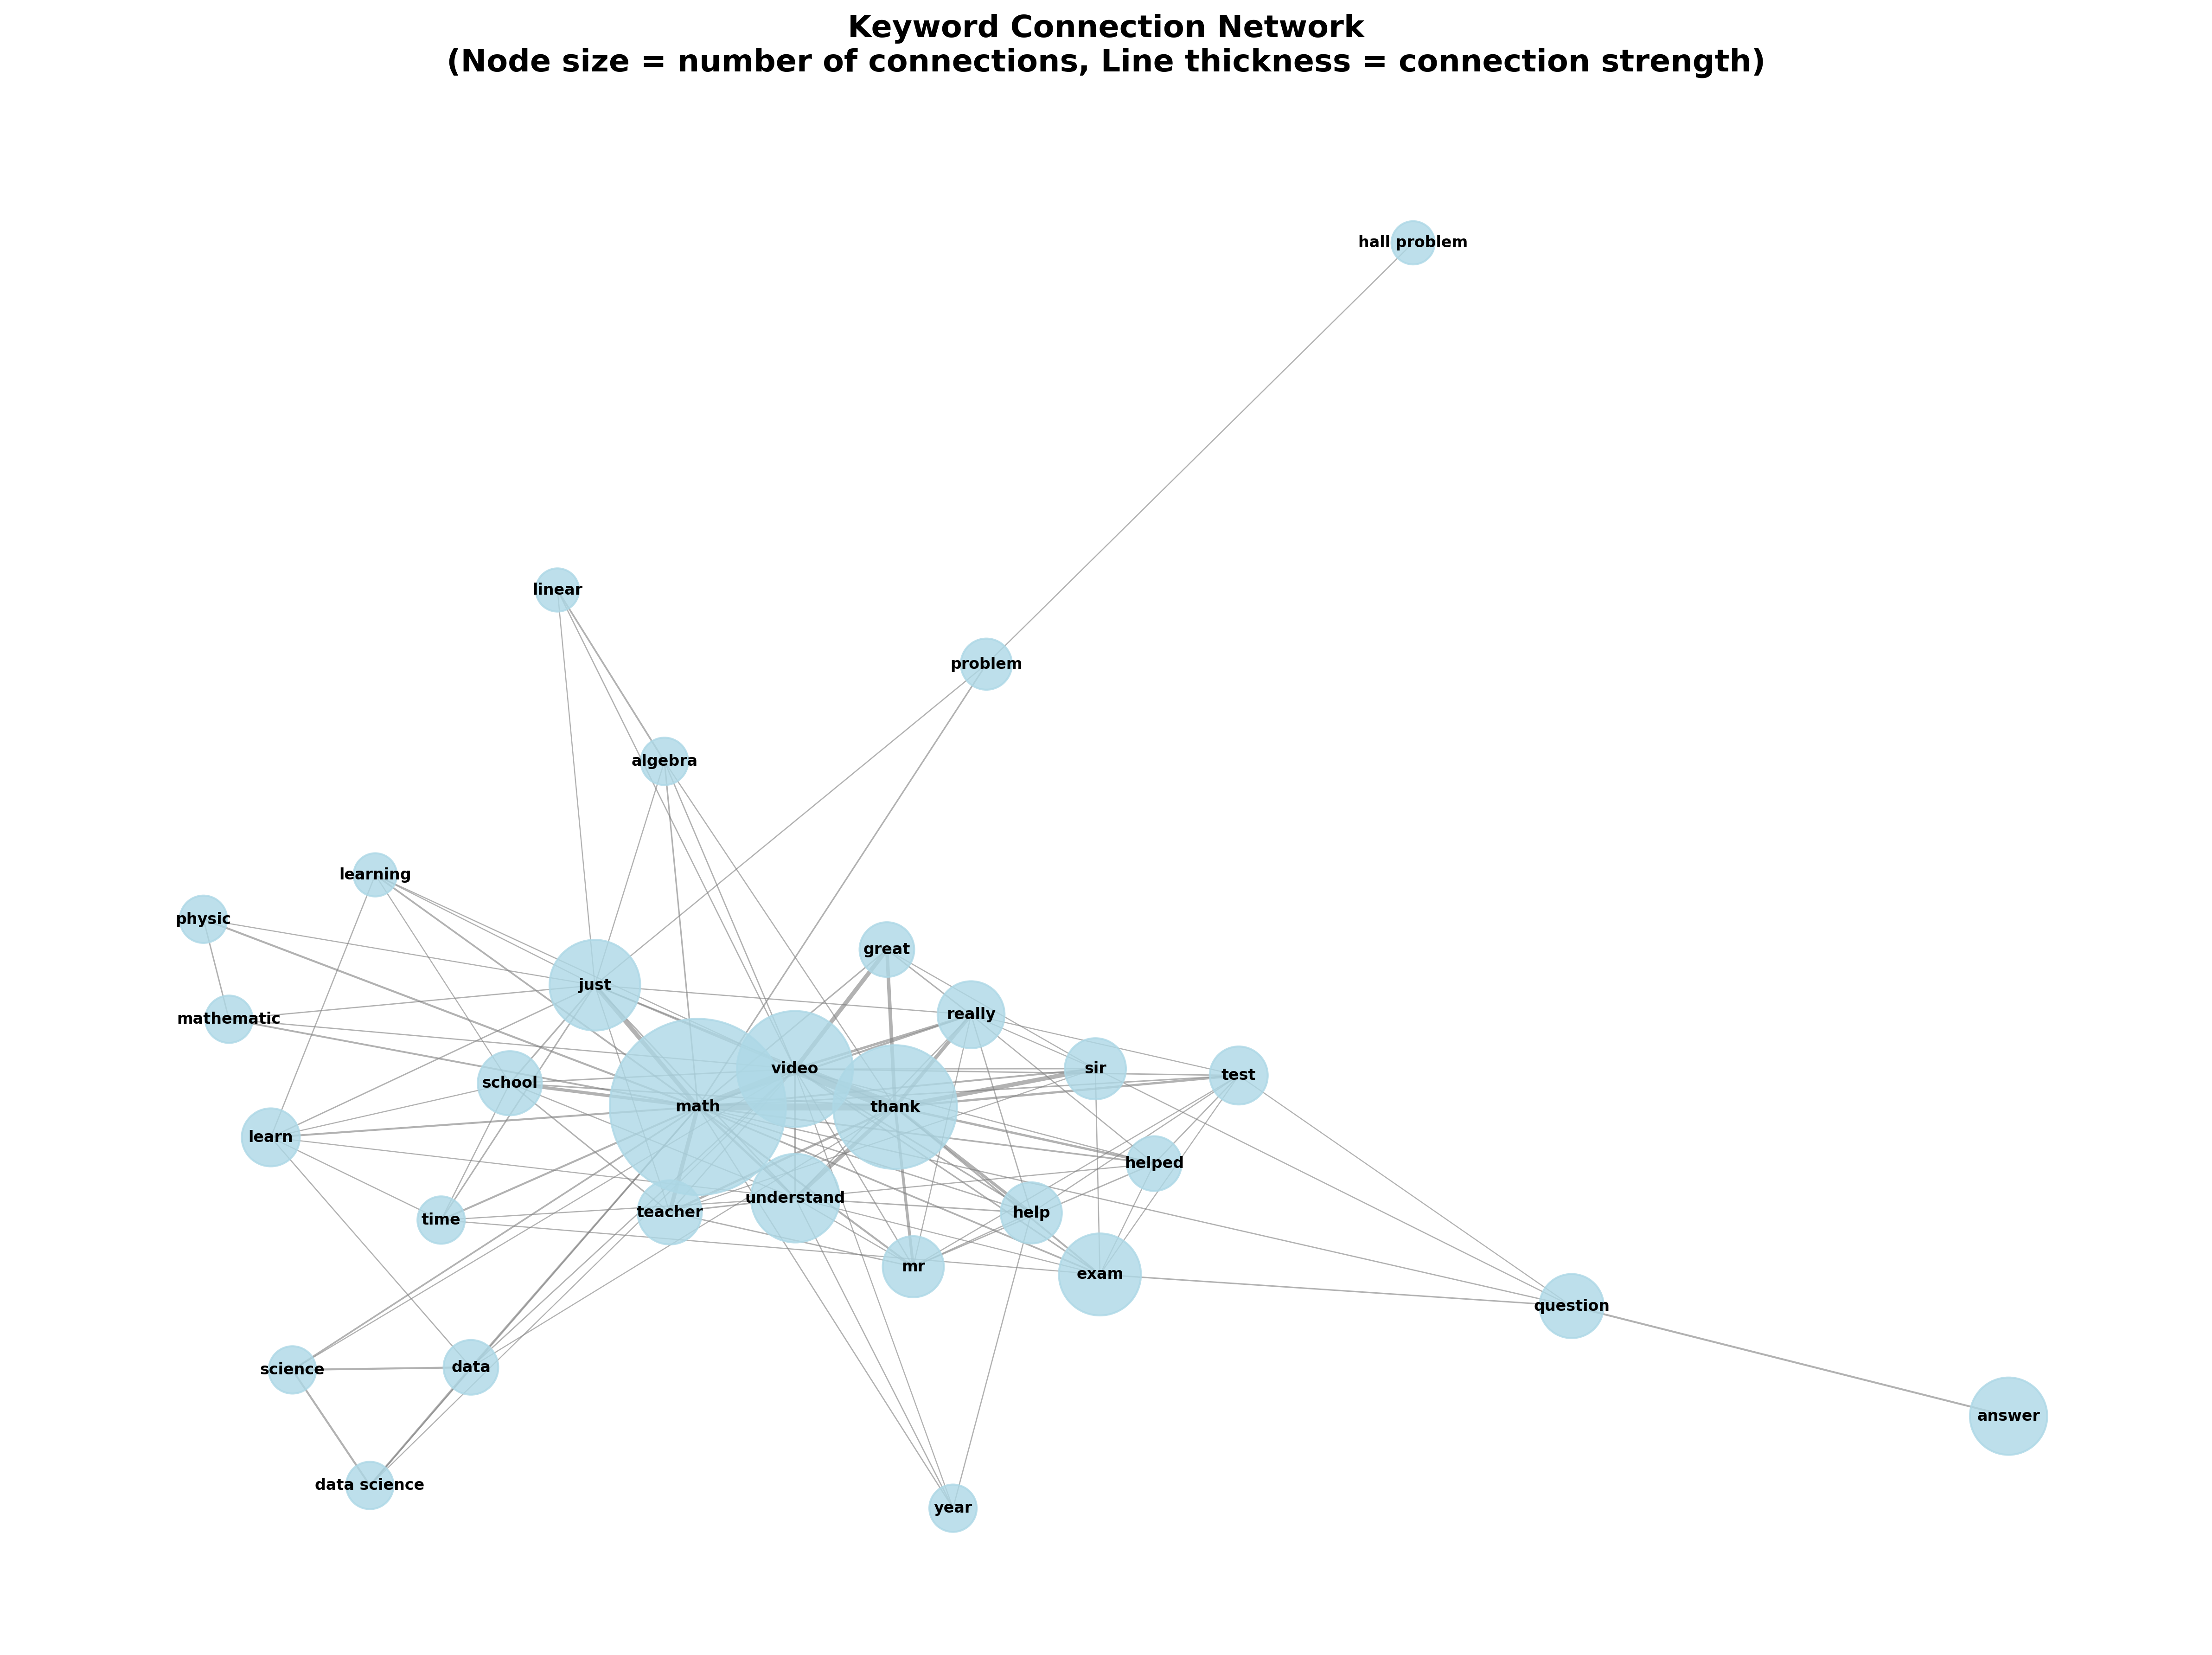 Keyword Connection Network
(Node size = number of connections, Line thickness = connection strength)
hall problem
linear
problem
algebra
learning
physic
great
just
really
mathematic
video
sir
test
school
math
thank
learn
helped
understand
teacher
help
time
mr
exam
question
science
data
answer
data science
year